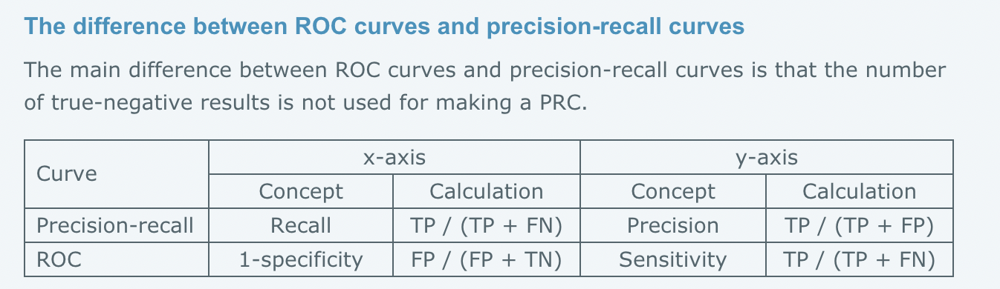 The difference between ROC curves and precision-recall curves
The main difference between ROC curves and precision-recall curves is that the number
of true-negative results is not used for making a PRC.
Curve x-axis y-axis
Concept Calculation Concept Calculation
Precision-recall Recall TP / (TP + FN) Precision TP / (TP + FP)
ROC 1-specificity FP / (FP + TN) Sensitivity TP / (TP + FN)